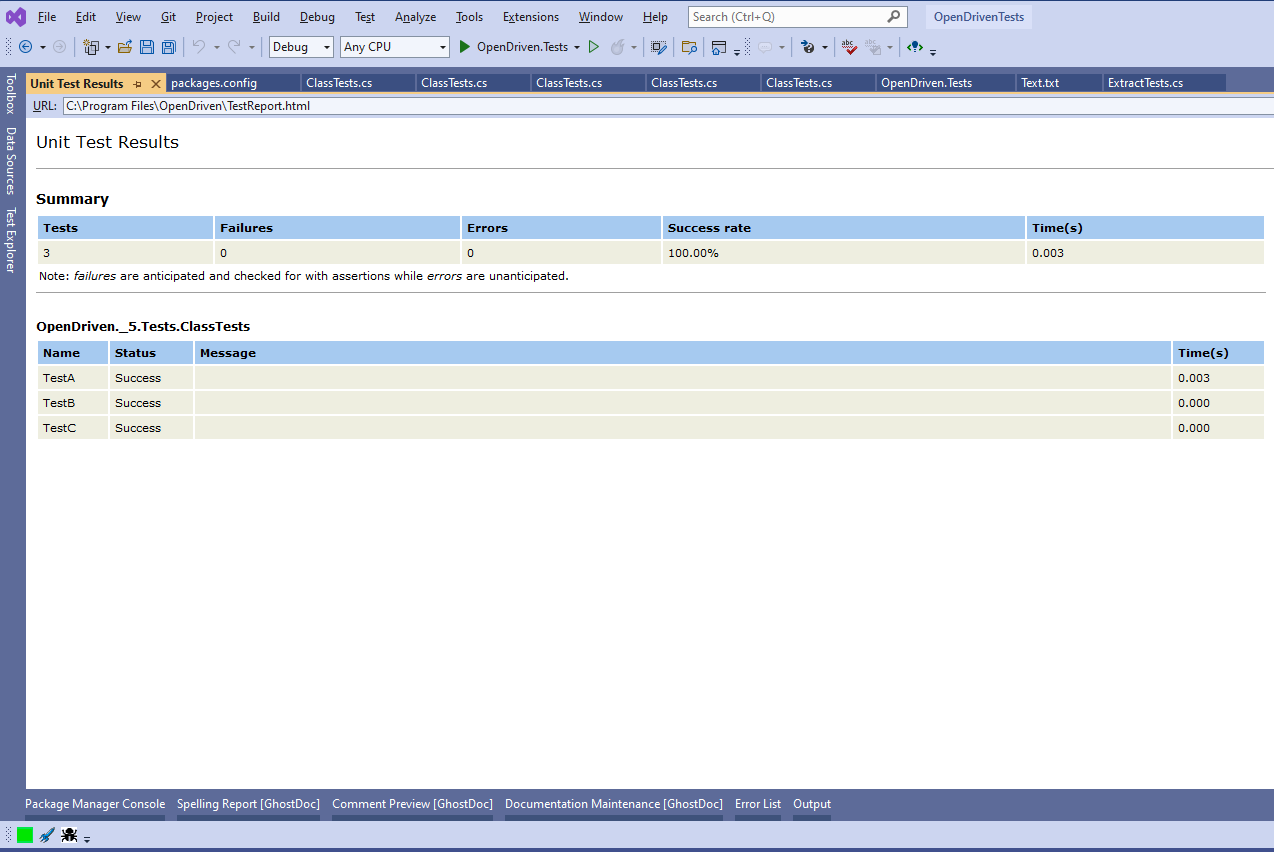 File Edit View Git Project Build Debug Test Analyze Tools Extensions Window Help Search (Ctrl+Q) OpenDrivenTests
Debug Any CPU OpenDriven.Tests
Toolbox
Data Sources
Test Explorer
Unit Test Results packages.config ClassTests.cs ClassTests.cs ClassTests.cs ClassTests.cs ClassTests.cs OpenDriven.Tests Text.txt ExtractTests.cs
URL: C:\Program Files\OpenDriven\TestReport.html
Unit Test Results
Summary
Tests Failures Errors Success rate Time(s)
3 0 0 100.00% 0.003
Note: failures are anticipated and checked for with assertions while errors are unanticipated.
OpenDriven._5.Tests.ClassTests
Name Status Message Time(s)
TestA Success 0.003
TestB Success 0.000
TestC Success 0.000
Package Manager Console Spelling Report [GhostDoc] Comment Preview [GhostDoc] Documentation Maintenance [GhostDoc] Error List Output